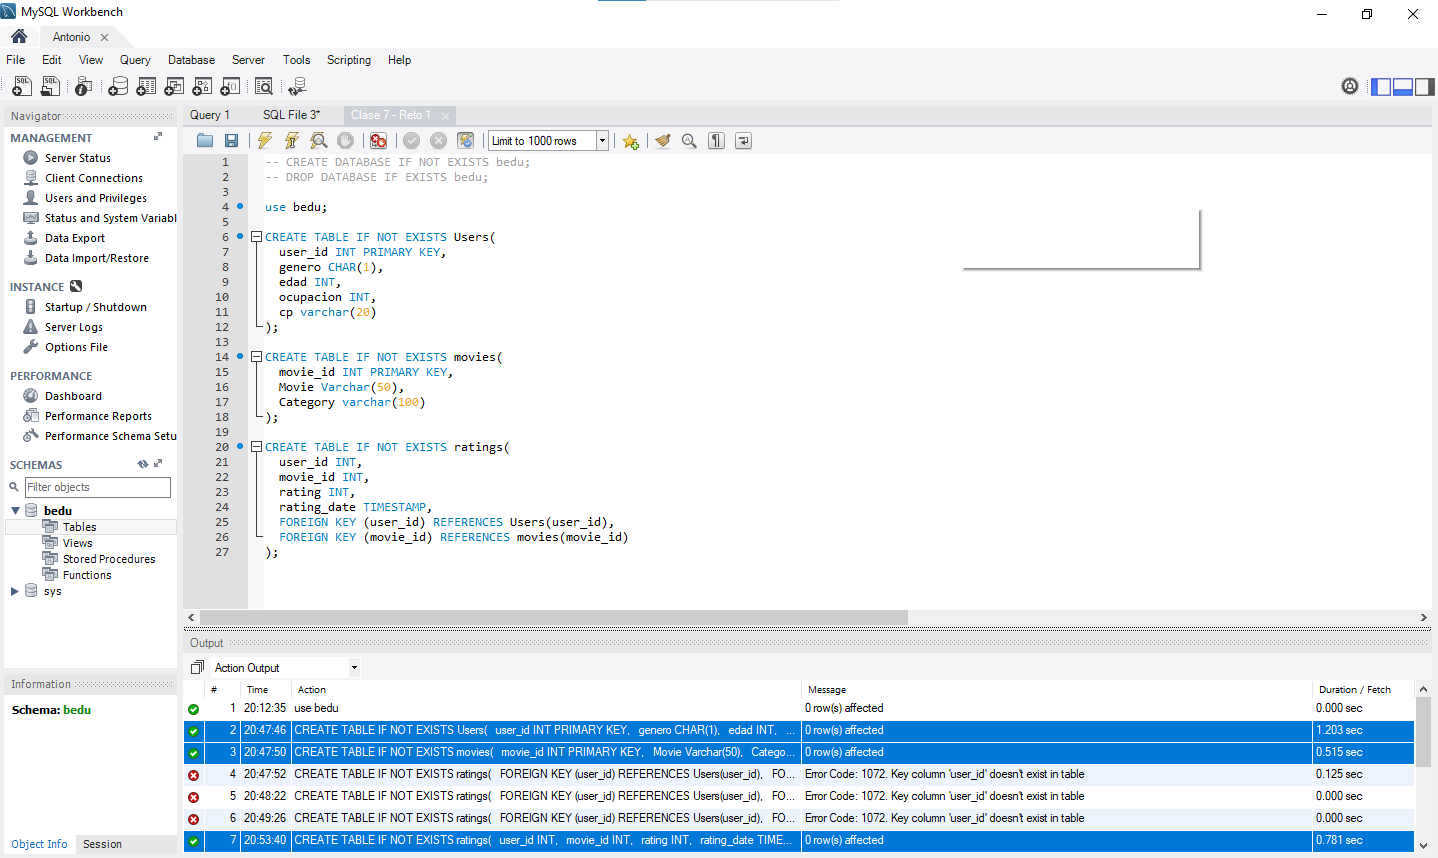 MySQL Workbench
Antonio
File Edit View Query Database Server Tools Scripting Help
Navigator
MANAGEMENT
Server Status
Client Connections
Users and Privileges
Status and System Variabl
Data Export
Data Import/Restore
INSTANCE
Startup / Shutdown
Server Logs
Options File
PERFORMANCE
Dashboard
Performance Reports
Performance Schema Setu
SCHEMAS
Filter objects
bedu
Tables
Views
Stored Procedures
Functions
sys
Information
Schema: bedu
Object Info Session
Query 1 SQL File 3* Clase 7 - Reto 1
Limit to 1000 rows
1 -- CREATE DATABASE IF NOT EXISTS bedu;
2 -- DROP DATABASE IF EXISTS bedu;
3
4 use bedu;
5
6 CREATE TABLE IF NOT EXISTS Users(
7 user_id INT PRIMARY KEY,
8 genero CHAR(1),
9 edad INT,
10 ocupacion INT,
11 cp varchar(20)
12 );
13
14 CREATE TABLE IF NOT EXISTS movies(
15 movie_id INT PRIMARY KEY,
16 Movie Varchar(50),
17 Category varchar(100)
18 );
19
20 CREATE TABLE IF NOT EXISTS ratings(
21 user_id INT,
22 movie_id INT,
23 rating INT,
24 rating_date TIMESTAMP,
25 FOREIGN KEY (user_id) REFERENCES Users(user_id),
26 FOREIGN KEY (movie_id) REFERENCES movies(movie_id)
27 );
Output
Action Output
# Time Action Message Duration / Fetch
1 20:12:35 use bedu 0 row(s) affected 0.000 sec
2 20:47:46 CREATE TABLE IF NOT EXISTS Users( user_id INT PRIMARY KEY, genero CHAR(1), edad INT, ... 0 row(s) affected 1.203 sec
3 20:47:50 CREATE TABLE IF NOT EXISTS movies( movie_id INT PRIMARY KEY, Movie Varchar(50), Catego... 0 row(s) affected 0.515 sec
4 20:47:52 CREATE TABLE IF NOT EXISTS ratings( FOREIGN KEY (user_id) REFERENCES Users(user_id), FO... Error Code: 1072. Key column 'user_id' doesn't exist in table 0.125 sec
5 20:48:22 CREATE TABLE IF NOT EXISTS ratings( FOREIGN KEY (user_id) REFERENCES Users(user_id), FO... Error Code: 1072. Key column 'user_id' doesn't exist in table 0.000 sec
6 20:49:26 CREATE TABLE IF NOT EXISTS ratings( FOREIGN KEY (user_id) REFERENCES Users(user_id), FO... Error Code: 1072. Key column 'user_id' doesn't exist in table 0.000 sec
7 20:53:40 CREATE TABLE IF NOT EXISTS ratings( user_id INT, movie_id INT, rating INT, rating_date TIME... 0 row(s) affected 0.781 sec